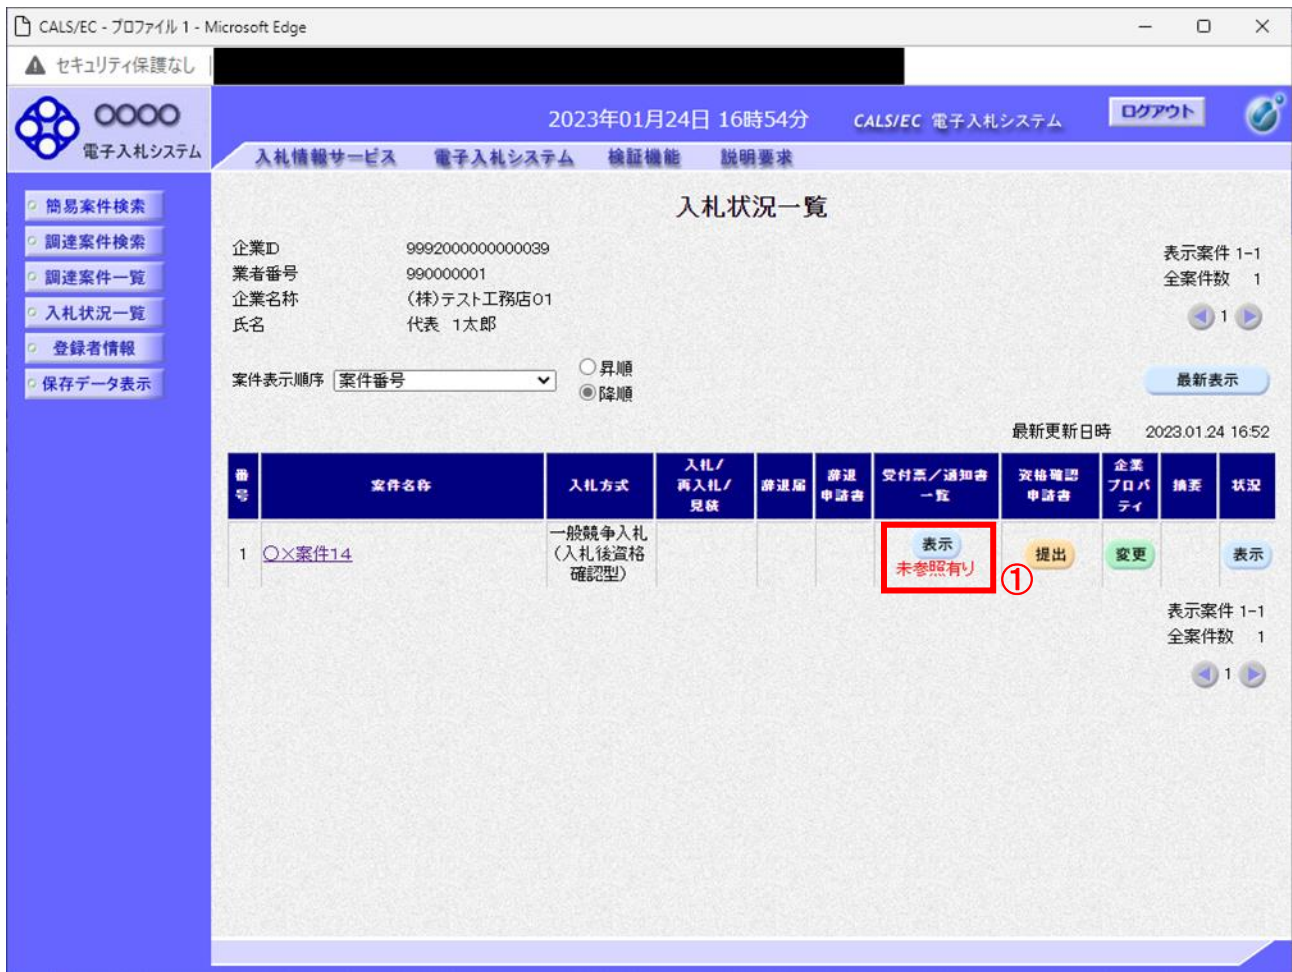 CALS/EC - プロファイル 1 - Microsoft Edge
セキュリティ保護なし
○○○○
電子入札システム
2023年01月24日 16時54分
CALS/EC 電子入札システム
ログアウト
入札情報サービス 電子入札システム 検証機能 説明要求
簡易案件検索
調達案件検索
調達案件一覧
入札状況一覧
登録者情報
保存データ表示
入札状況一覧
企業ID 9992000000000039
業者番号 990000001
企業名称 (株)テスト工務店01
氏名 代表 1太郎
表示案件 1-1
全案件数 1
1
案件表示順序 案件番号
昇順
降順
最新表示
最新更新日時 2023.01.24 16:52
番号 案件名称 入札方式 入札/再入札/見積 辞退届 辞退申請書 受付票/通知書一覧 資格確認申請書 企業プロパティ 摘要 状況
1 ○×案件14 一般競争入札(入札後資格確認型) 表示 未参照有り 提出 変更 表示
①
表示案件 1-1
全案件数 1
1